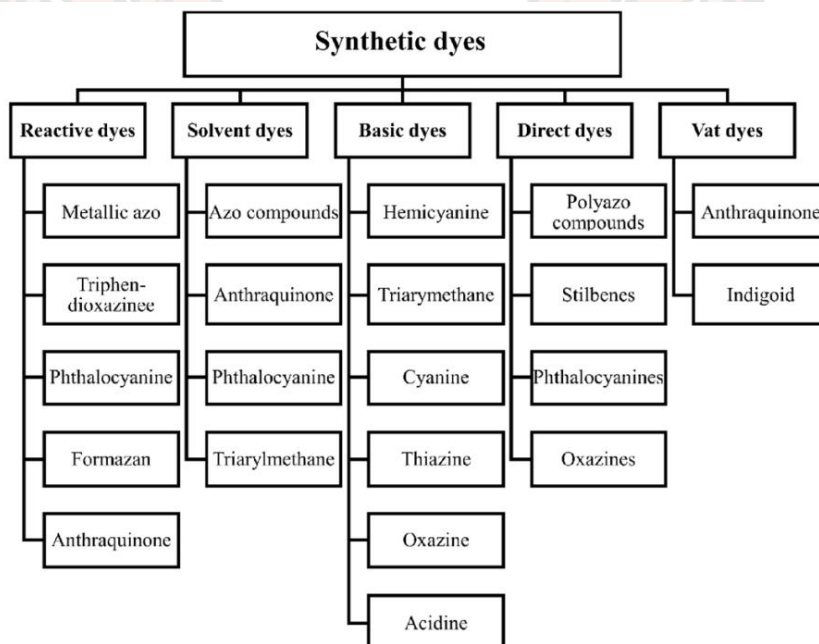 Synthetic dyes
Reactive dyes
Solvent dyes
Basic dyes
Direct dyes
Vat dyes
Metallic azo
Triphen-
dioxazinee
Phthalocyanine
Formazan
Anthraquinone
Azo compounds
Anthraquinone
Phthalocyanine
Triarylmethane
Hemicyanine
Triarymethane
Cyanine
Thiazine
Oxazine
Acidine
Polyazo
compounds
Stilbenes
Phthalocyanines
Oxazines
Anthraquinone
Indigoid